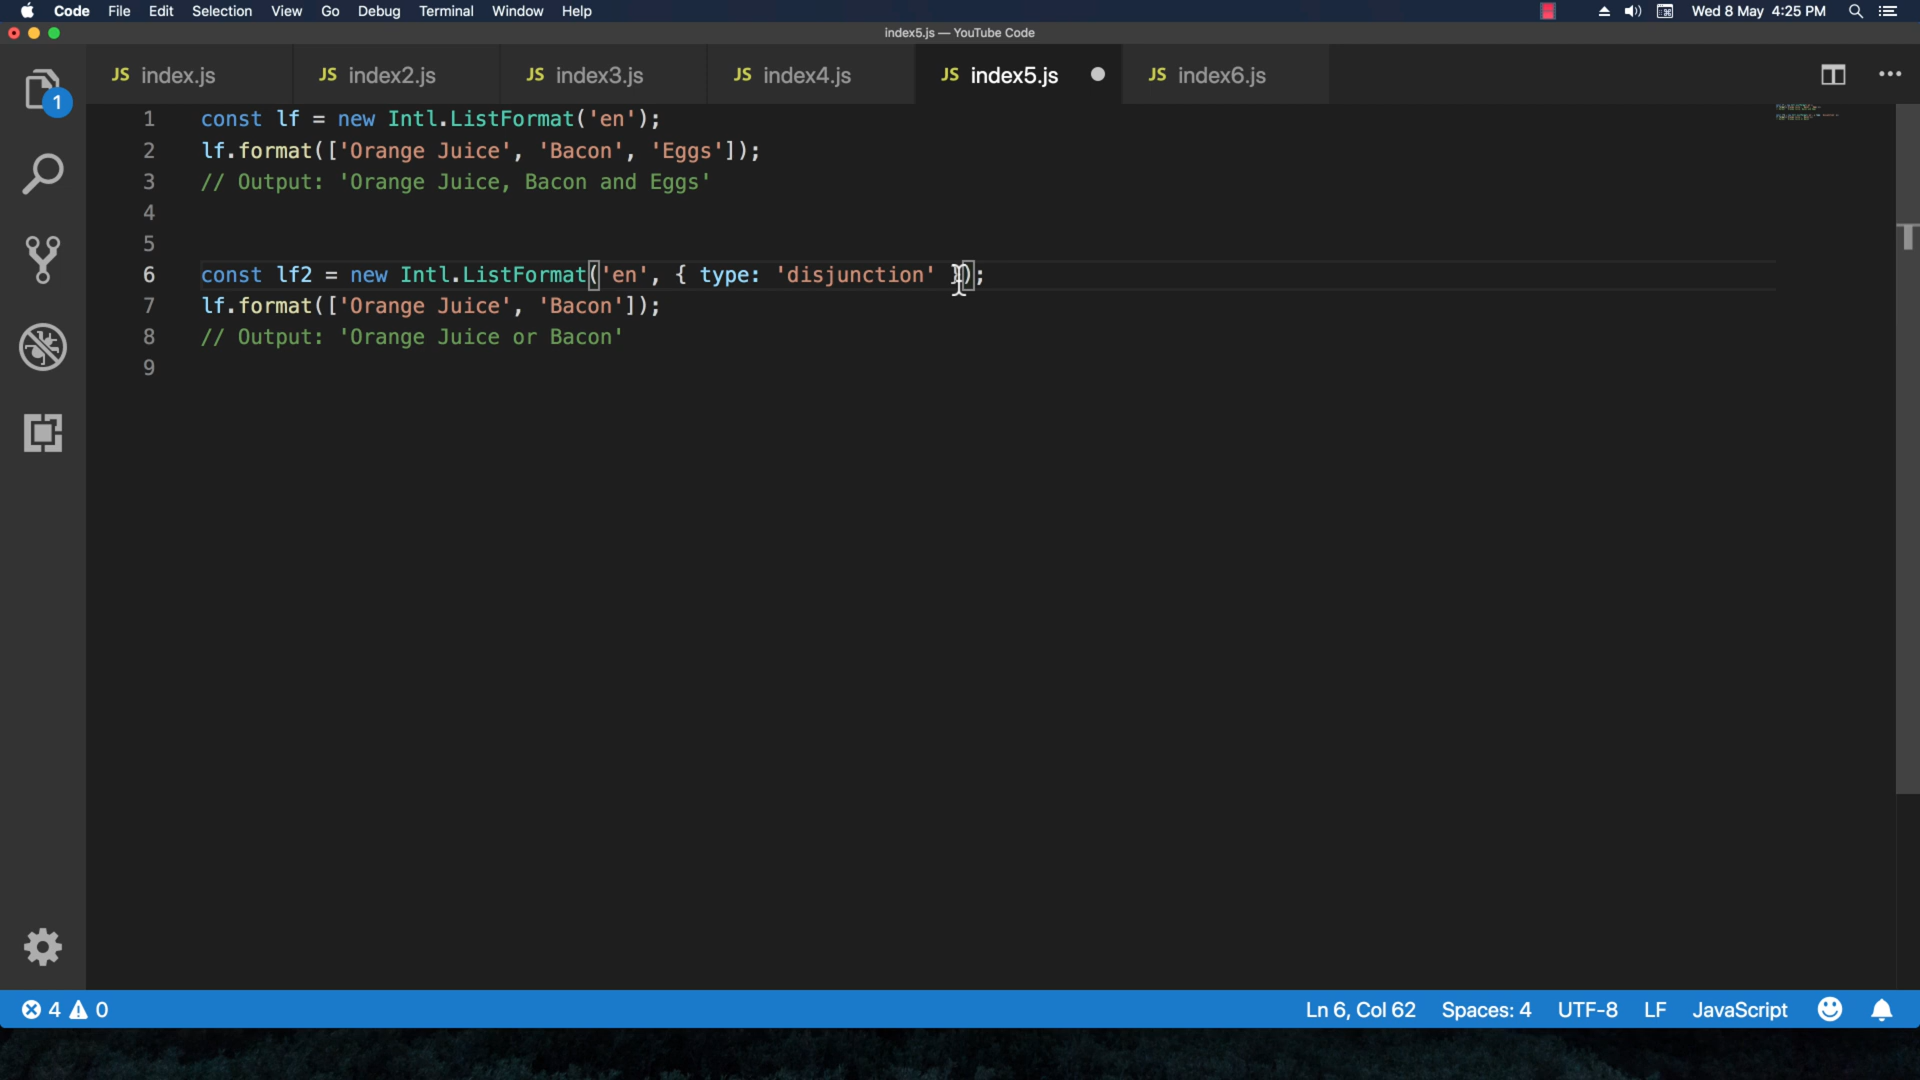 Code File Edit Selection View Go Debug Terminal Window Help Wed 8 May 4:25 PM
index5.js — YouTube Code
JS index.js JS index2.js JS index3.js JS index4.js JS index5.js JS index6.js
1
1 const lf = new Intl.ListFormat('en');
2 lf.format(['Orange Juice', 'Bacon', 'Eggs']);
3 // Output: 'Orange Juice, Bacon and Eggs'
4
5
6 const lf2 = new Intl.ListFormat('en', { type: 'disjunction' });
7 lf.format(['Orange Juice', 'Bacon']);
8 // Output: 'Orange Juice or Bacon'
9
4 0 Ln 6, Col 62 Spaces: 4 UTF-8 LF JavaScript